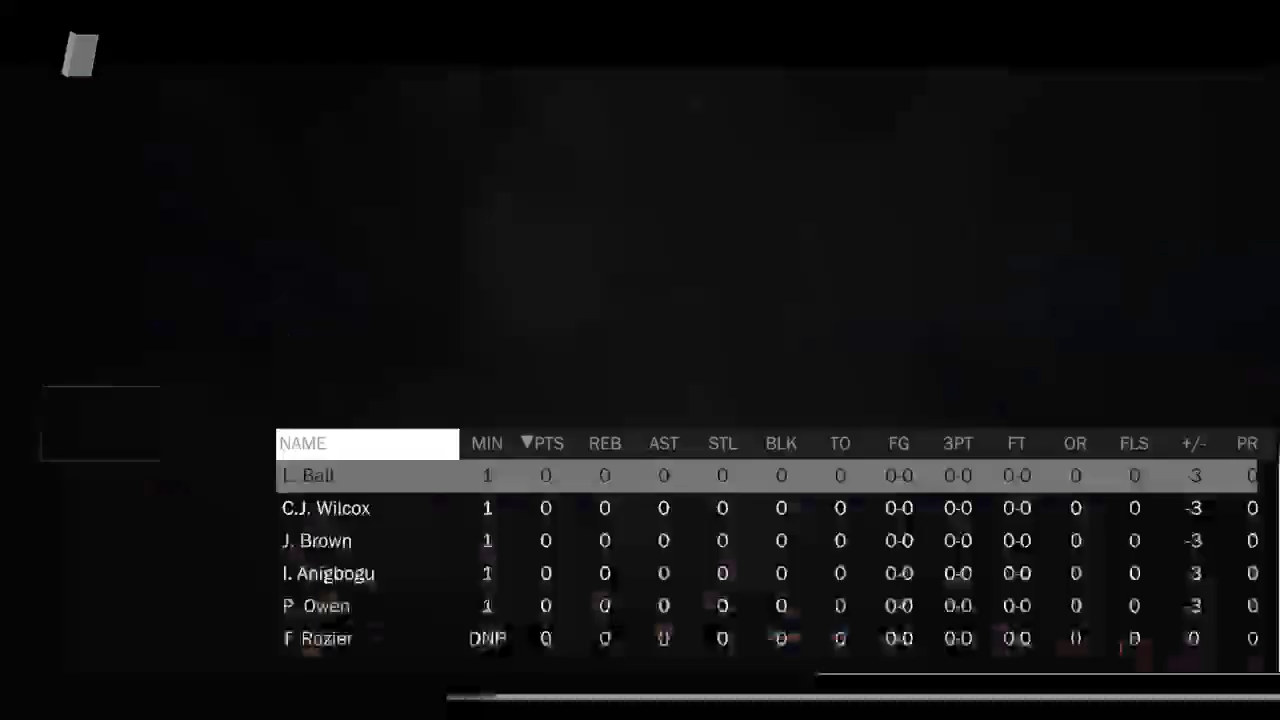 NAME MIN ▼PTS REB AST STL BLK TO FG 3PT FT OR FLS +/- PR
L. Ball 1 0 0 0 0 0 0 0-0 0-0 0-0 0 0 -3 0
C.J. Wilcox 1 0 0 0 0 0 0 0-0 0-0 0-0 0 0 -3 0
J. Brown 1 0 0 0 0 0 0 0-0 0-0 0-0 0 0 -3 0
I. Anigbogu 1 0 0 0 0 0 0 0-0 0-0 0-0 0 0 -3 0
P. Owen 1 0 0 0 0 0 0 0-0 0-0 0-0 0 0 -3 0
Rozier DNP 0 0 0 0 0 0 0-0 0-0 0-0 0 0 0 0